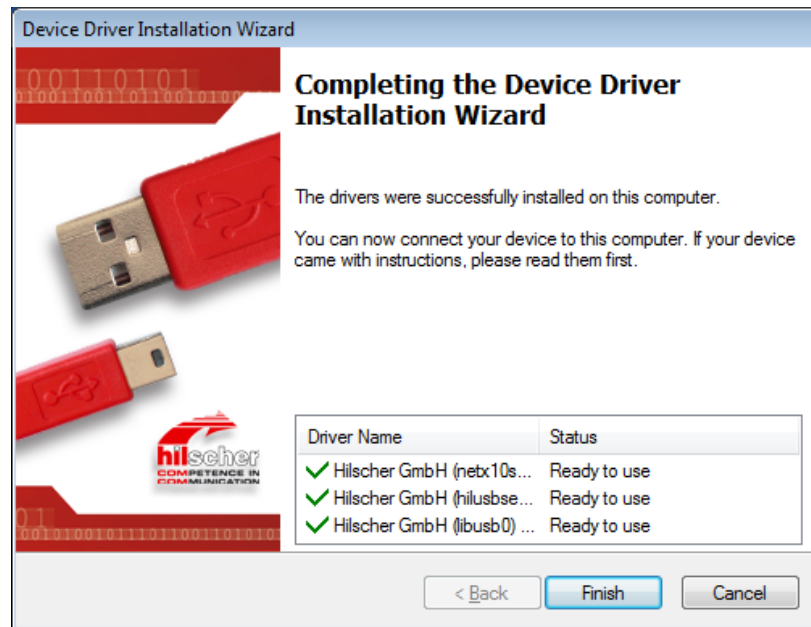 Device Driver Installation Wizard
00110101
Completing the Device Driver
Installation Wizard
The drivers were successfully installed on this computer.
You can now connect your device to this computer. If your device
came with instructions, please read them first.
hilscher
COMPETENCE IN
COMMUNICATION
Driver Name Status
Hilscher GmbH (netx10s... Ready to use
Hilscher GmbH (hilusbse... Ready to use
Hilscher GmbH (libusb0) ... Ready to use
01
< Back Finish Cancel